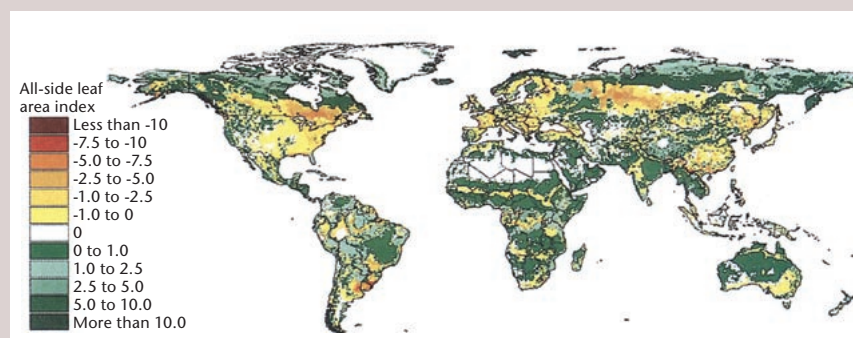 All-side leaf
area index
Less than -10
-7.5 to -10
-5.0 to -7.5
-2.5 to -5.0
-1.0 to -2.5
-1.0 to 0
0
0 to 1.0
1.0 to 2.5
2.5 to 5.0
5.0 to 10.0
More than 10.0